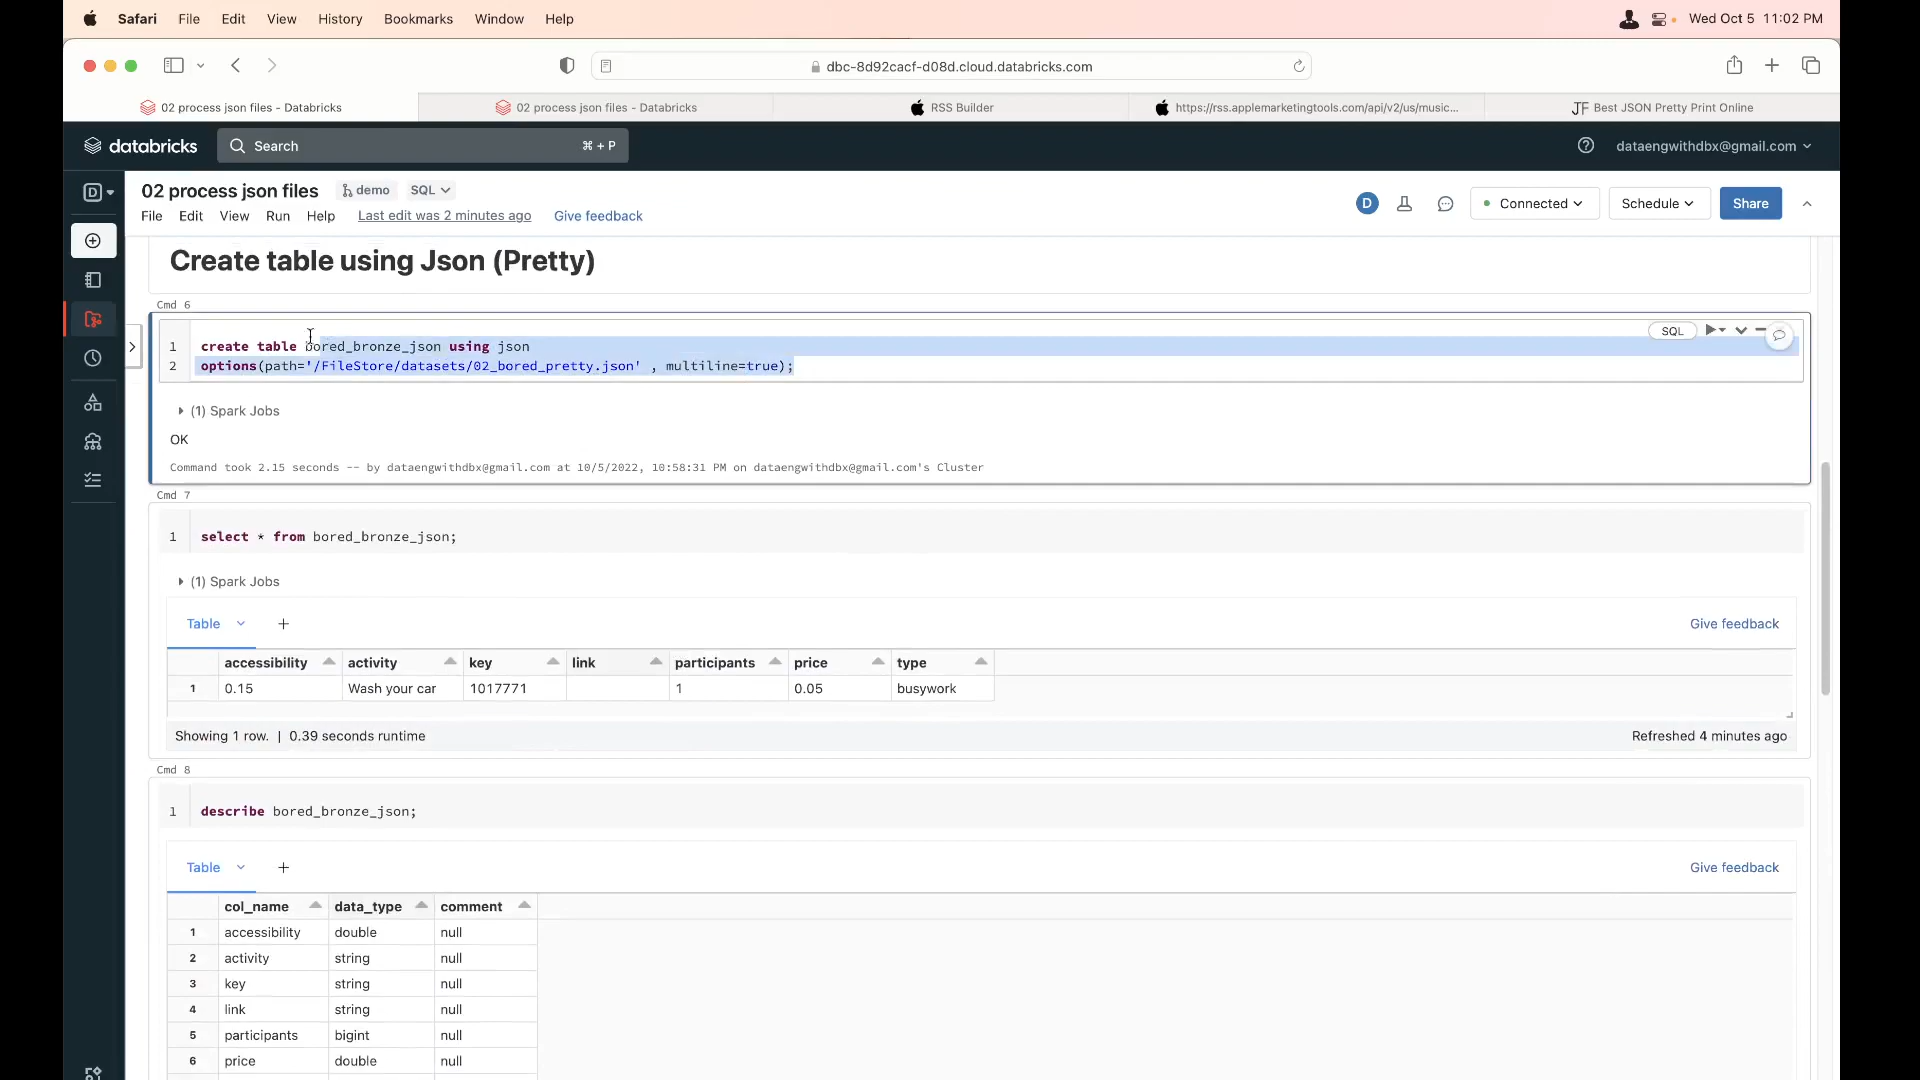 Safari File Edit View History Bookmarks Window Help Wed Oct 5 11:02 PM
dbc-8d92cacf-d08d.cloud.databricks.com
02 process json files - Databricks 02 process json files - Databricks RSS Builder https://rss.applemarketingtools.com/api/v2/us/music... JF Best JSON Pretty Print Online
databricks Search ⌘ + P dataengwithdbx@gmail.com
D 02 process json files demo SQL
D Connected Schedule Share
File Edit View Run Help Last edit was 2 minutes ago Give feedback
Create table using Json (Pretty)
Cmd 6
SQL
1 create table bored_bronze_json using json
2 options(path='/FileStore/datasets/02_bored_pretty.json' , multiline=true);
(1) Spark Jobs
OK
Command took 2.15 seconds -- by dataengwithdbx@gmail.com at 10/5/2022, 10:58:31 PM on dataengwithdbx@gmail.com's Cluster
Cmd 7
1 select * from bored_bronze_json;
(1) Spark Jobs
Table + Give feedback
accessibility activity key link participants price type
1 0.15 Wash your car 1017771 1 0.05 busywork
Showing 1 row. | 0.39 seconds runtime Refreshed 4 minutes ago
Cmd 8
1 describe bored_bronze_json;
Table + Give feedback
col_name data_type comment
1 accessibility double null
2 activity string null
3 key string null
4 link string null
5 participants bigint null
6 price double null